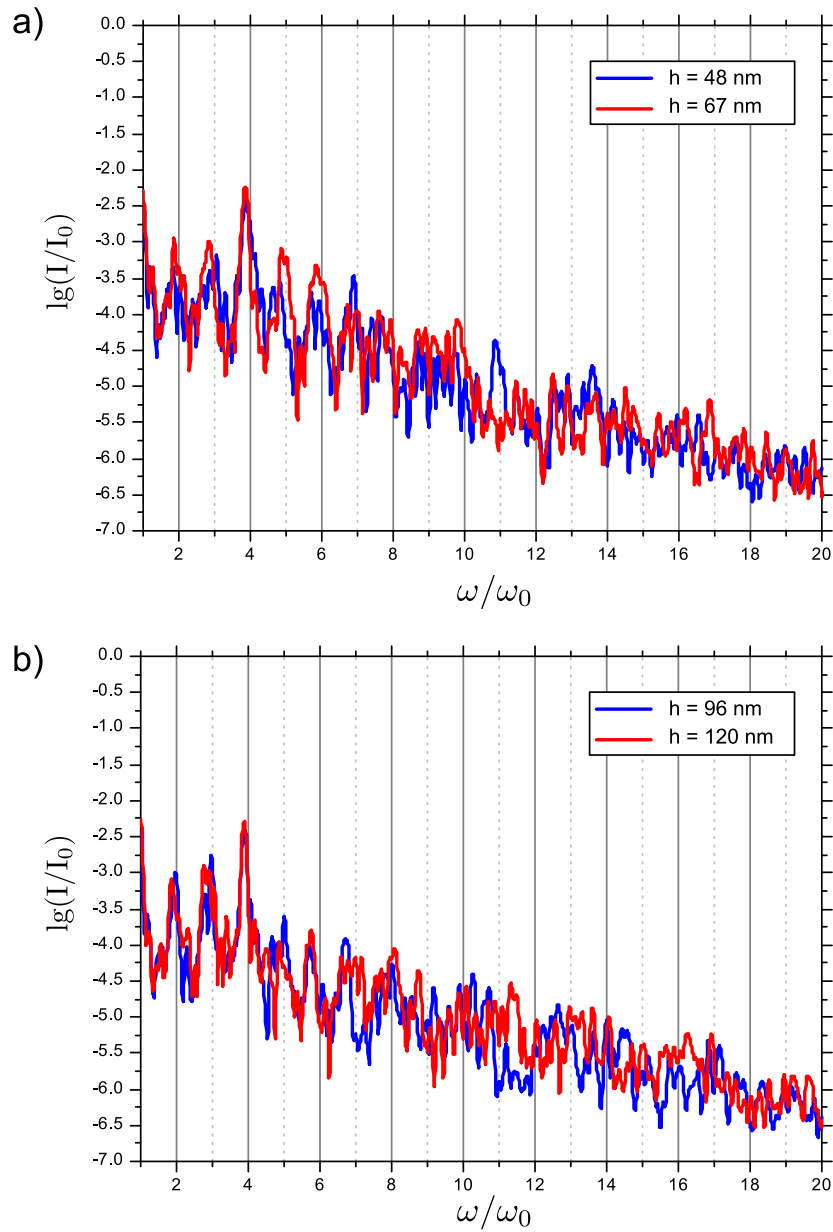 a)
0.0
-0.5
-1.0
-1.5
-2.0
-2.5
-3.0
-3.5
-4.0
-4.5
-5.0
-5.5
-6.0
-6.5
-7.0
lg(I/I₀)
h = 48 nm
h = 67 nm
2 4 6 8 10 12 14 16 18 20
ω/ω₀
b)
0.0
-0.5
-1.0
-1.5
-2.0
-2.5
-3.0
-3.5
-4.0
-4.5
-5.0
-5.5
-6.0
-6.5
-7.0
lg(I/I₀)
h = 96 nm
h = 120 nm
2 4 6 8 10 12 14 16 18 20
ω/ω₀